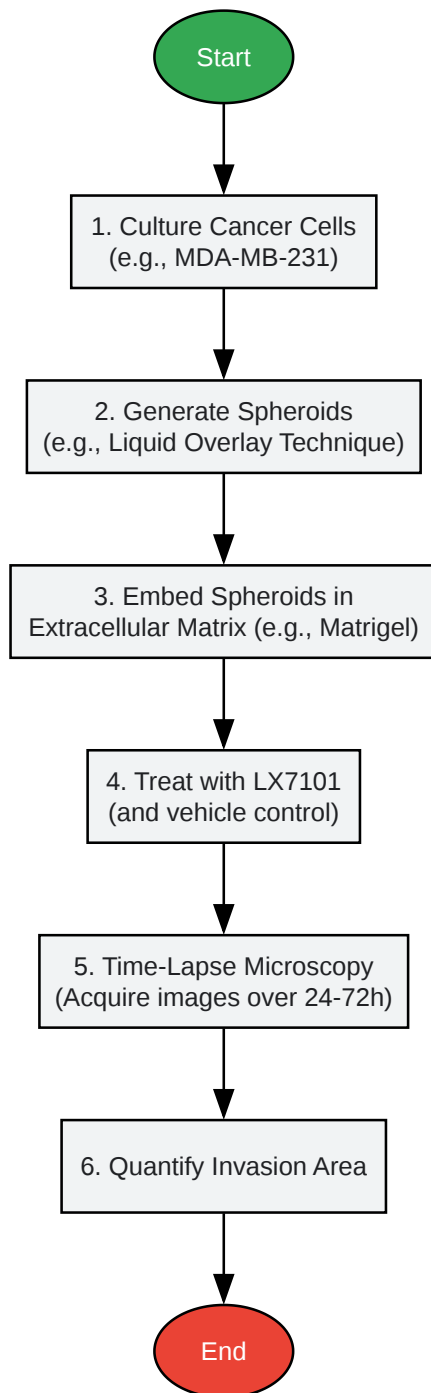 Start
1. Culture Cancer Cells
(e.g., MDA-MB-231)
2. Generate Spheroids
(e.g., Liquid Overlay Technique)
3. Embed Spheroids in
Extracellular Matrix (e.g., Matrigel)
4. Treat with LX7101
(and vehicle control)
5. Time-Lapse Microscopy
(Acquire images over 24-72h)
6. Quantify Invasion Area
End